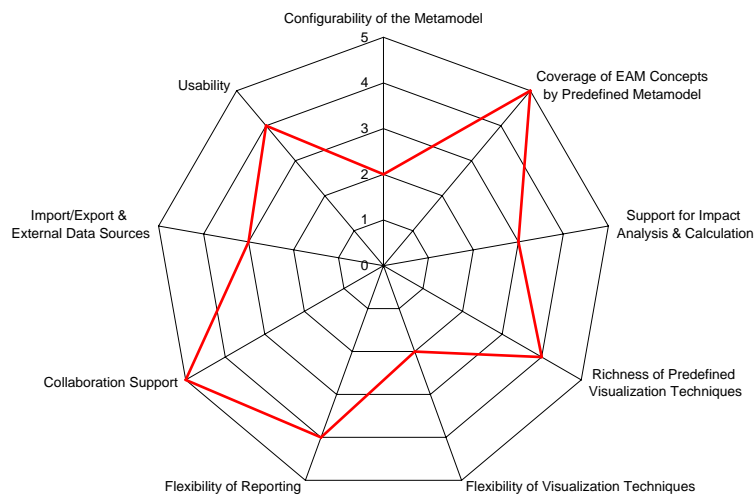 Configurability of the Metamodel
5
Coverage of EAM Concepts
by Predefined Metamodel
Usability
4
3
2
1
0
Import/Export &
External Data Sources
Support for Impact
Analysis & Calculation
Collaboration Support
Richness of Predefined
Visualization Techniques
Flexibility of Reporting
Flexibility of Visualization Techniques